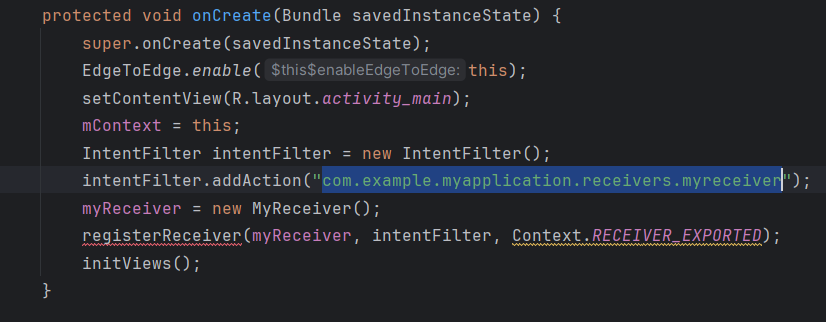 protected void onCreate(Bundle savedInstanceState) {
super.onCreate(savedInstanceState);
EdgeToEdge.enable( $this$enableEdgeToEdge: this);
setContentView(R.layout.activity_main);
mContext = this;
IntentFilter intentFilter = new IntentFilter();
intentFilter.addAction("com.example.myapplication.receivers.myreceiver");
myReceiver = new MyReceiver();
registerReceiver(myReceiver, intentFilter, Context.RECEIVER_EXPORTED);
initViews();
}